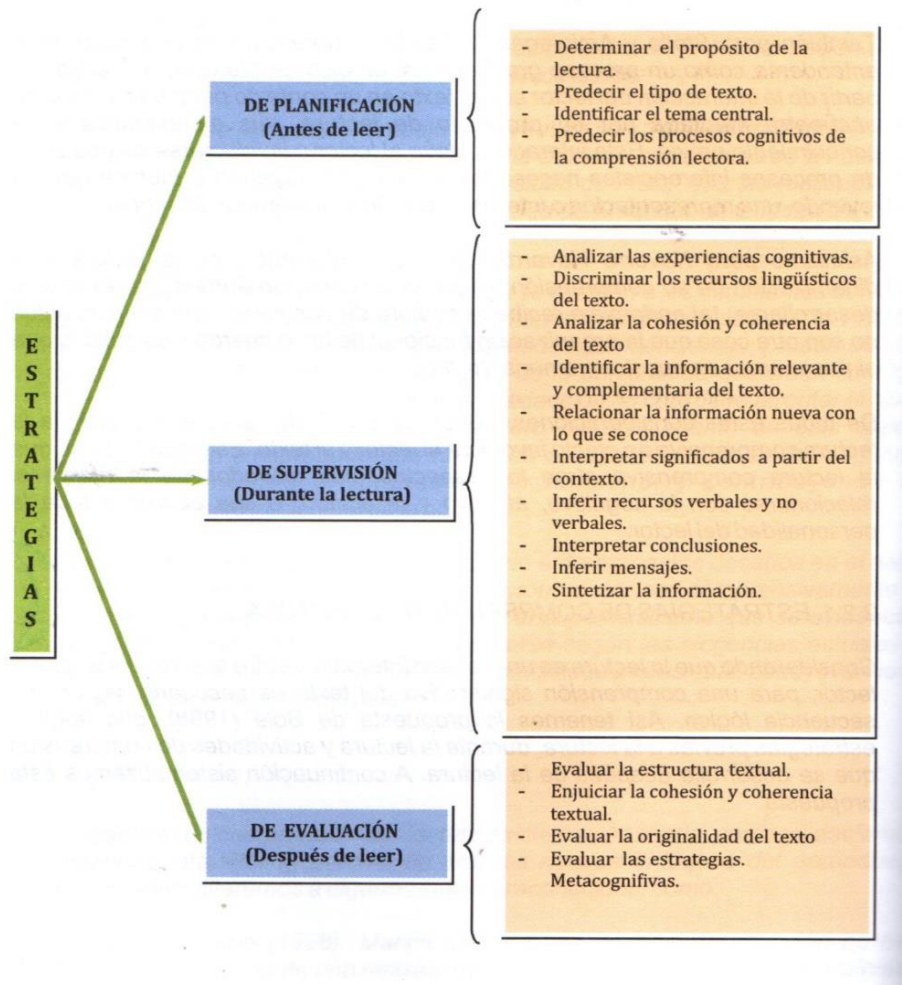 ESTRATEGIAS
DE PLANIFICACIÓN
(Antes de leer)
- Determinar el propósito de la
lectura.
- Predecir el tipo de texto.
- Identificar el tema central.
- Predecir los procesos cognitivos de
la comprensión lectora.
DE SUPERVISIÓN
(Durante la lectura)
- Analizar las experiencias cognitivas.
- Discriminar los recursos lingüísticos
del texto.
- Analizar la cohesión y coherencia
del texto
- Identificar la información relevante
y complementaria del texto.
- Relacionar la información nueva con
lo que se conoce
- Interpretar significados a partir del
contexto.
- Inferir recursos verbales y no
verbales.
- Interpretar conclusiones.
- Inferir mensajes.
- Sintetizar la información.
DE EVALUACIÓN
(Después de leer)
- Evaluar la estructura textual.
- Enjuiciar la cohesión y coherencia
textual.
- Evaluar la originalidad del texto
- Evaluar las estrategias.
Metacognifivas.